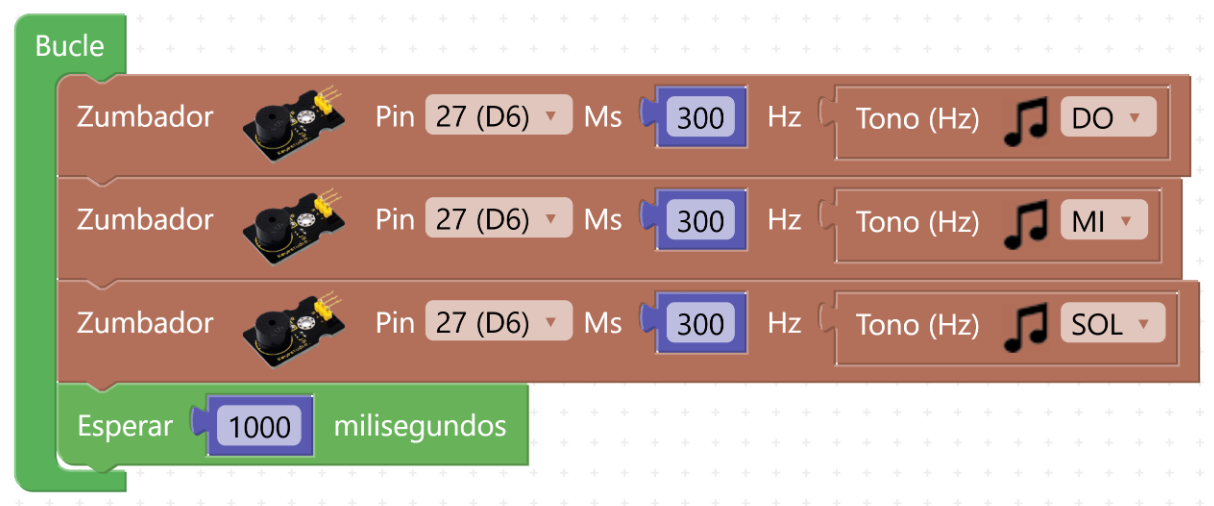 Bucle
Zumbador Pin 27 (D6) Ms 300 Hz Tono (Hz) DO
Zumbador Pin 27 (D6) Ms 300 Hz Tono (Hz) MI
Zumbador Pin 27 (D6) Ms 300 Hz Tono (Hz) SOL
Esperar 1000 milisegundos